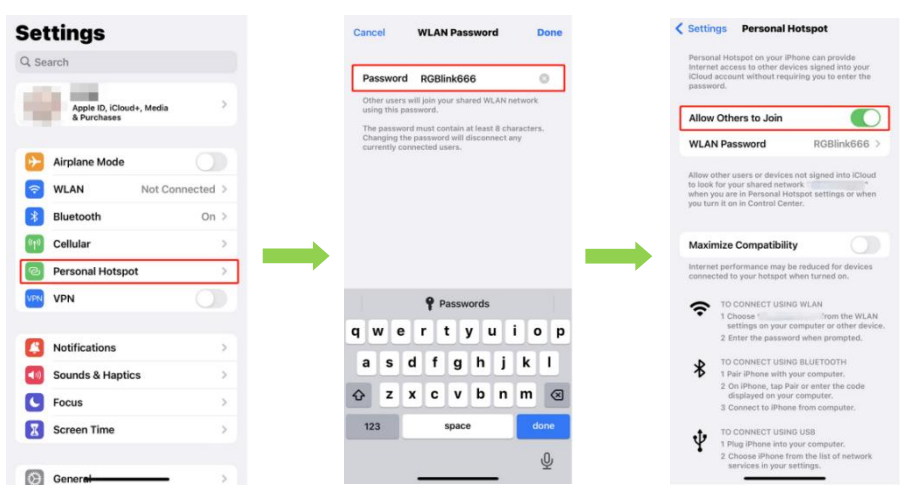 Settings
Search
Apple ID, iCloud+, Media
& Purchases
Airplane Mode
WLAN Not Connected
Bluetooth On
Cellular
Personal Hotspot
VPN VPN
Notifications
Sounds & Haptics
Focus
Screen Time
General
Cancel WLAN Password Done
Password RGBlink666
Other users will join your shared WLAN network
using this password.
The password must contain at least 8 characters.
Changing the password will disconnect any
currently connected users.
Passwords
q w e r t y u i o p
a s d f g h j k l
z x c v b n m
123 space done
Settings Personal Hotspot
Personal Hotspot on your iPhone can provide
Internet access to other devices signed into your
iCloud account without requiring you to enter the
password.
Allow Others to Join
WLAN Password RGBlink666
Allow other users or devices not signed into iCloud
to look for your shared network " "
when you are in Personal Hotspot settings or when
you turn it on in Control Center.
Maximize Compatibility
Internet performance may be reduced for devices
connected to your hotspot when turned on.
TO CONNECT USING WLAN
1 Choose " from the WLAN
settings on your computer or other device.
2 Enter the password when prompted.
TO CONNECT USING BLUETOOTH
1 Pair iPhone with your computer.
2 On iPhone, tap Pair or enter the code
displayed on your computer.
3 Connect to iPhone from computer.
TO CONNECT USING USB
1 Plug iPhone into your computer.
2 Choose iPhone from the list of network
services in your settings.